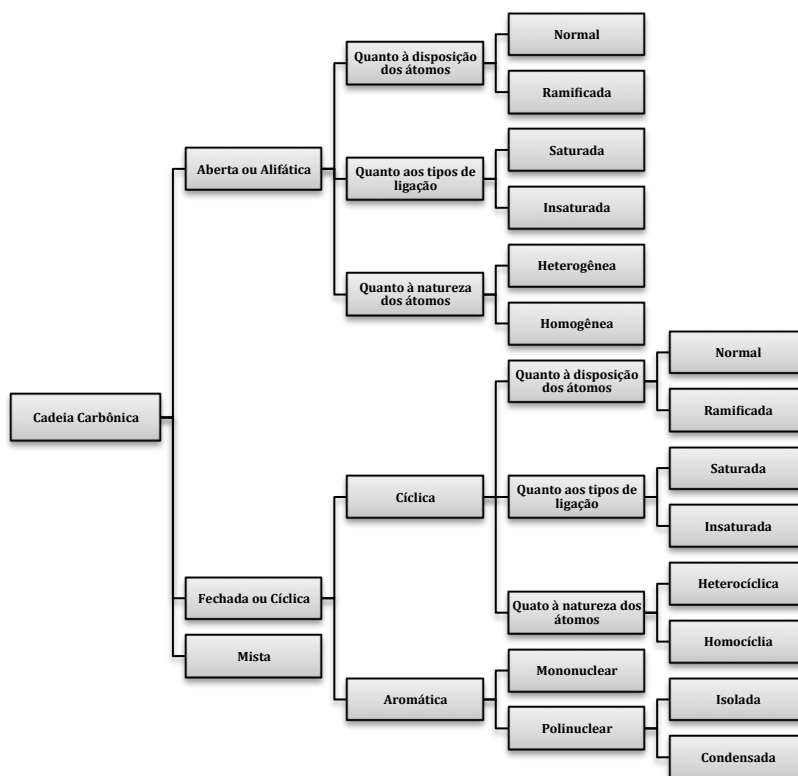 Normal
Quanto à disposição
dos átomos
Ramificada
Saturada
Aberta ou Alifática
Quanto aos tipos de
ligação
Insaturada
Heterogênea
Quanto à natureza
dos átomos
Homogênea
Cadeia Carbônica
Normal
Quanto à disposição
dos átomos
Ramificada
Saturada
Cíclica
Quanto aos tipos de
ligação
Insaturada
Fechada ou Cíclica
Heterocíclica
Quato à natureza dos
átomos
Homocíclia
Mista
Mononuclear
Aromática
Isolada
Polinuclear
Condensada